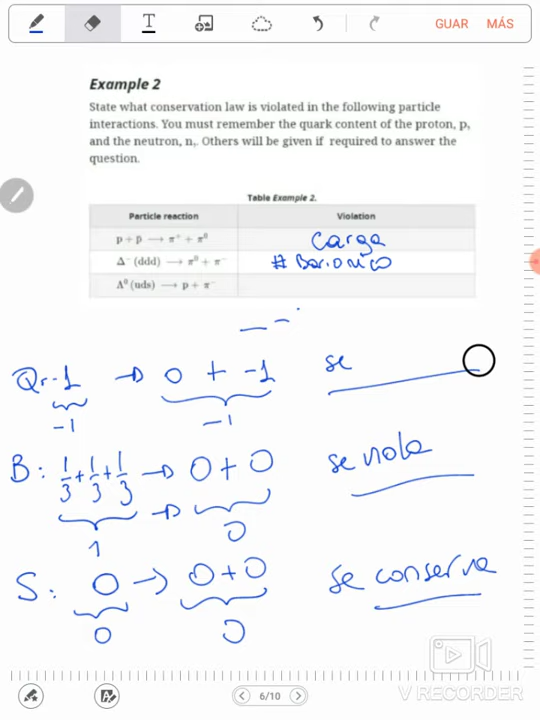 GUAR MÁS
Example 2
State what conservation law is violated in the following particle
interactions. You must remember the quark content of the proton, p,
and the neutron, n,. Others will be given if required to answer the
question.
Table Example 2.
Particle reaction Violation
p + p → π⁺ + π⁰ Carga
Δ⁻ (ddd) → π⁰ + π⁻ # Barionico
Λ⁰ (uds) → p + π⁻
Q: -1 → 0 + -1 se
-1 -1
B: 1/3 + 1/3 + 1/3 → 0 + 0 se viola
1 → 0
S: 0 → 0 + 0 se conserva
0 0
6/10
V RECORDER